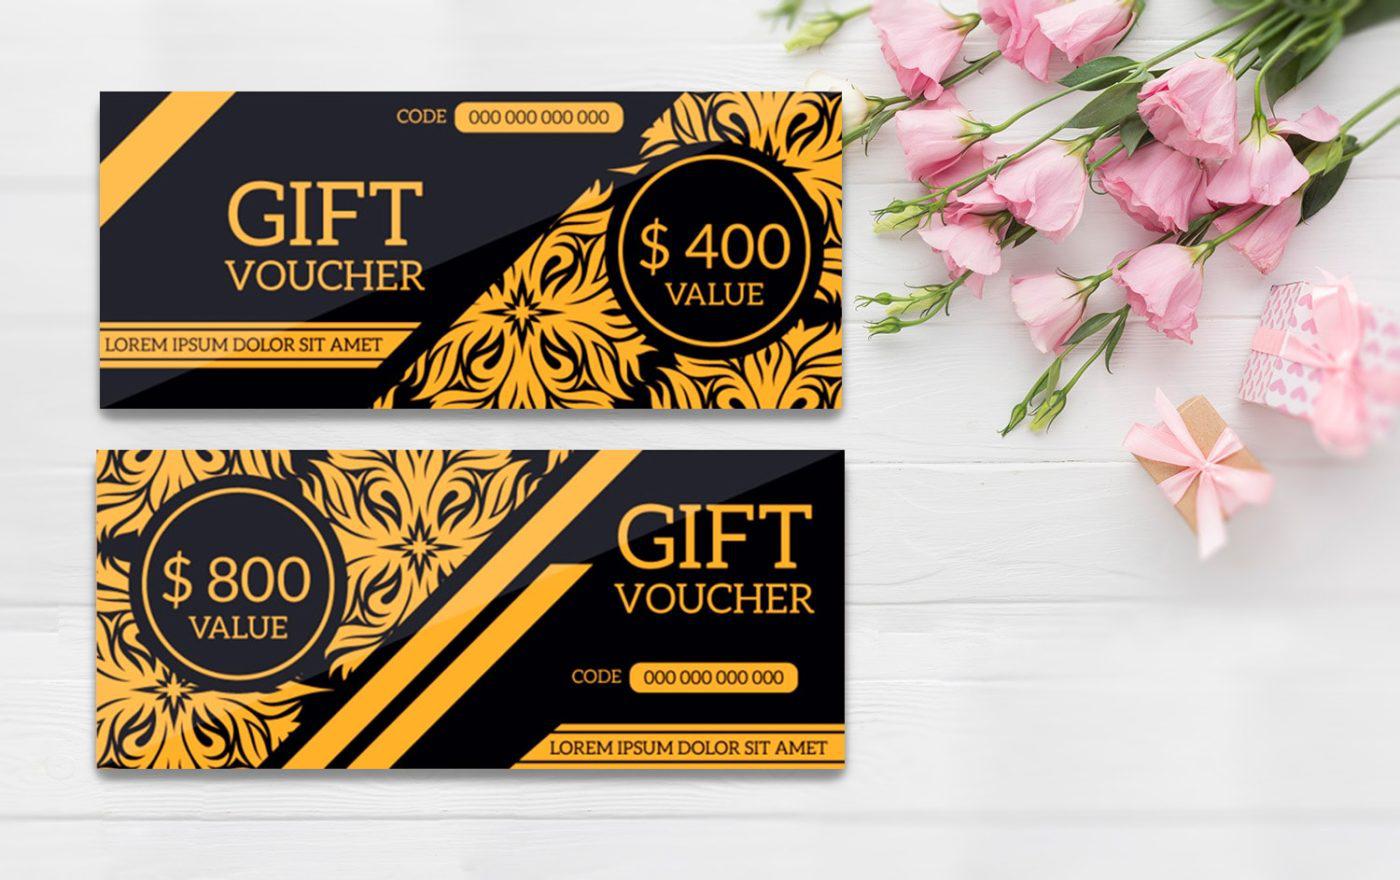 CODE 000 000 000 000
GIFT
VOUCHER
$ 400
VALUE
LOREM IPSUM DOLOR SIT AMET
$ 800
VALUE
GIFT
VOUCHER
CODE 000 000 000 000
LOREM IPSUM DOLOR SIT AMET